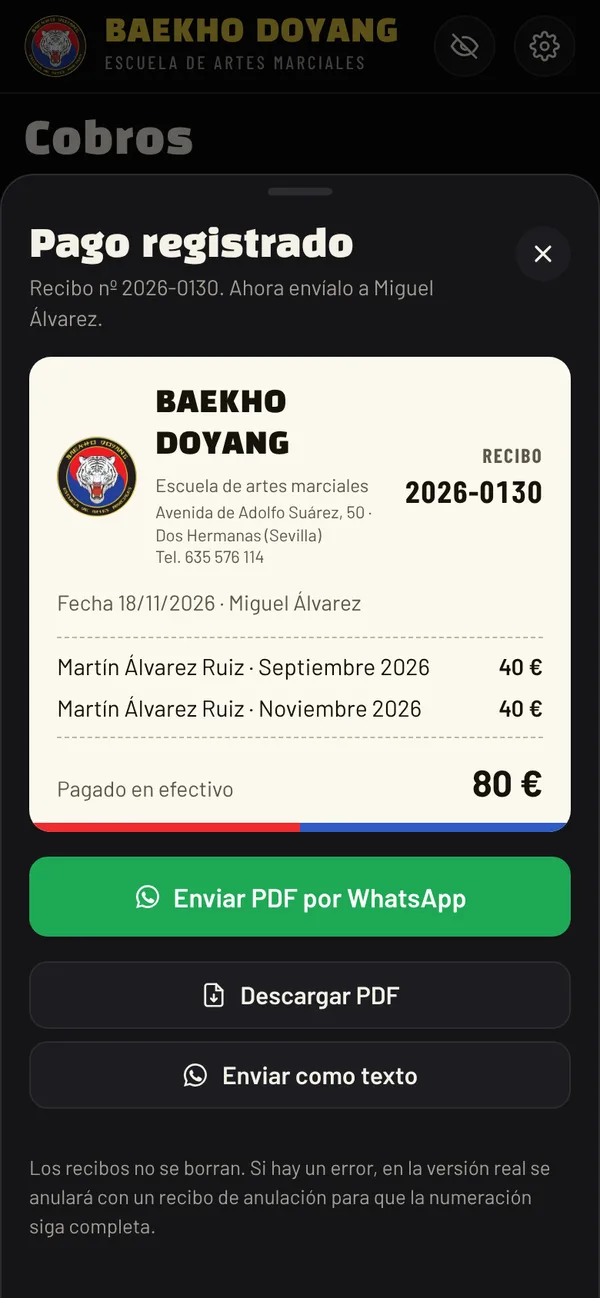 BAEKHO DOYANG
ESCUELA DE ARTES MARCIALES
Cobros
Pago registrado
Recibo nº 2026-0130. Ahora envíalo a Miguel
Álvarez.
BAEKHO
DOYANG
Escuela de artes marciales
Avenida de Adolfo Suárez, 50 ·
Dos Hermanas (Sevilla)
Tel. 635 576 114
RECIBO
2026-0130
Fecha 18/11/2026 · Miguel Álvarez
Martín Álvarez Ruiz · Septiembre 2026 40 €
Martín Álvarez Ruiz · Noviembre 2026 40 €
Pagado en efectivo 80 €
Enviar PDF por WhatsApp
Descargar PDF
Enviar como texto
Los recibos no se borran. Si hay un error, en la versión real se
anulará con un recibo de anulación para que la numeración
siga completa.